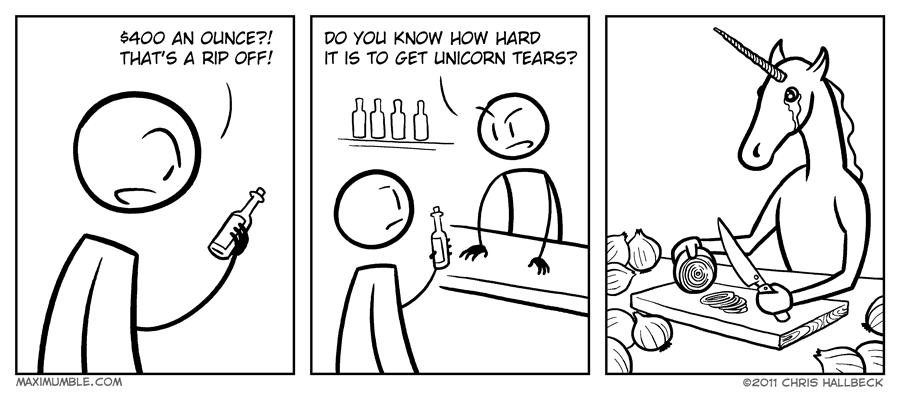 $400 AN OUNCE?!
THAT'S A RIP OFF!
DO YOU KNOW HOW HARD
IT IS TO GET UNICORN TEARS?
MAXIMUMBLE.COM
©2011 CHRIS HALLBECK